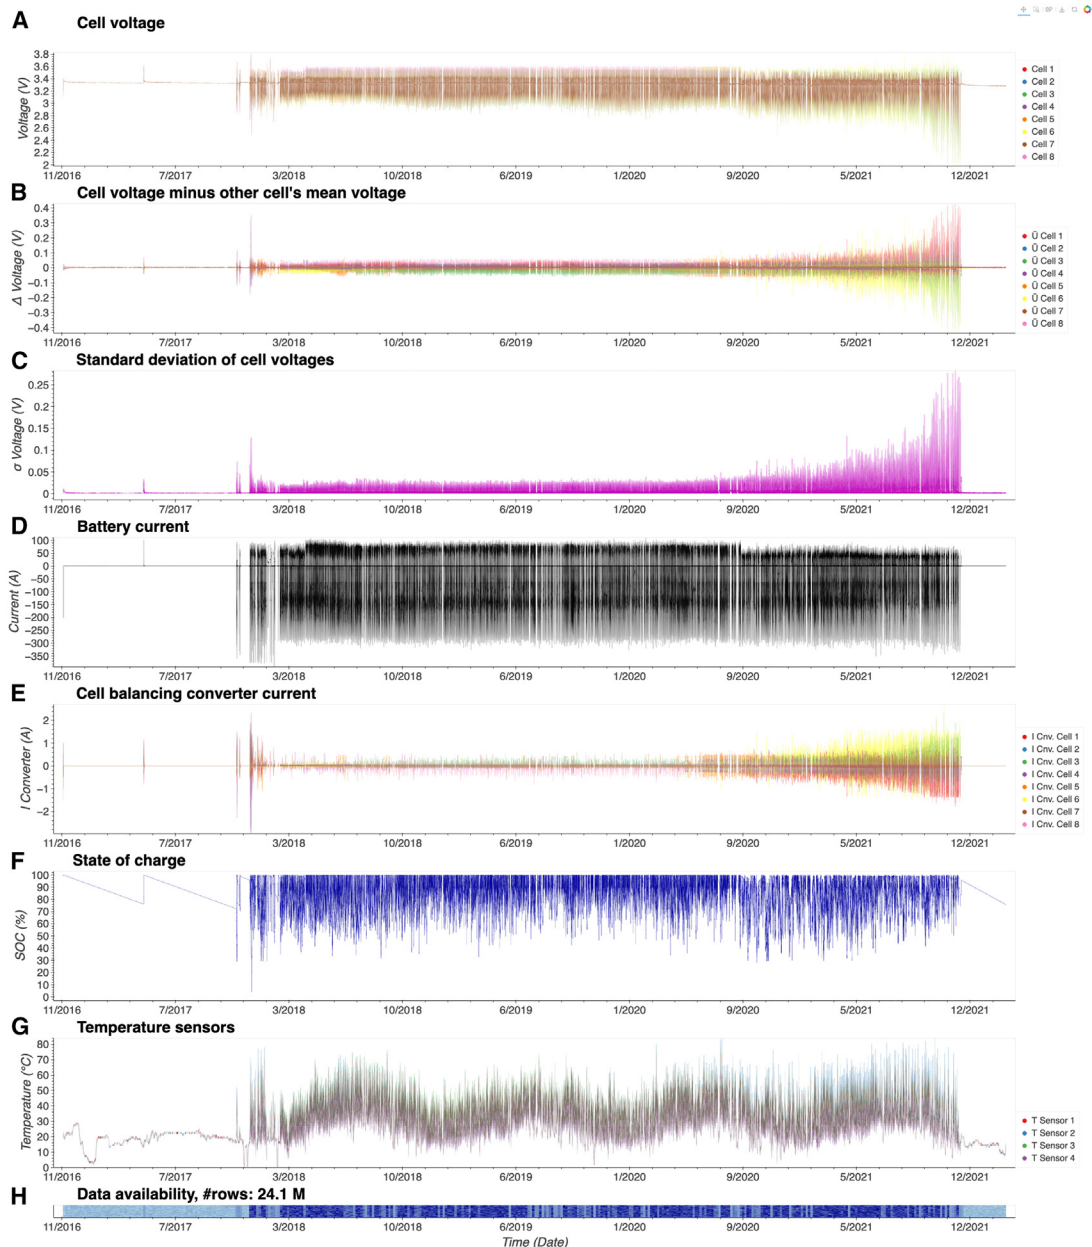 A Cell voltage
3.8
3.6
3.4
3.2
3
2.8
2.6
2.4
2.2
2
Voltage (V)
Cell 1
Cell 2
Cell 3
Cell 4
Cell 5
Cell 6
Cell 7
Cell 8
11/2016 7/2017 3/2018 10/2018 6/2019 1/2020 9/2020 5/2021 12/2021
B Cell voltage minus other cell's mean voltage
0.4
0.3
0.2
0.1
0
−0.1
−0.2
−0.3
−0.4
Δ Voltage (V)
Ū Cell 1
Ū Cell 2
Ū Cell 3
Ū Cell 4
Ū Cell 5
Ū Cell 6
Ū Cell 7
Ū Cell 8
11/2016 7/2017 3/2018 10/2018 6/2019 1/2020 9/2020 5/2021 12/2021
C Standard deviation of cell voltages
0.25
0.2
0.15
0.1
0.05
0
σ Voltage (V)
11/2016 7/2017 3/2018 10/2018 6/2019 1/2020 9/2020 5/2021 12/2021
D Battery current
100
50
0
−50
−100
−150
−200
−250
−300
−350
Current (A)
11/2016 7/2017 3/2018 10/2018 6/2019 1/2020 9/2020 5/2021 12/2021
E Cell balancing converter current
2
1
0
−1
−2
I Converter (A)
I Cnv. Cell 1
I Cnv. Cell 2
I Cnv. Cell 3
I Cnv. Cell 4
I Cnv. Cell 5
I Cnv. Cell 6
I Cnv. Cell 7
I Cnv. Cell 8
11/2016 7/2017 3/2018 10/2018 6/2019 1/2020 9/2020 5/2021 12/2021
F State of charge
100
90
80
70
60
50
40
30
20
10
0
SOC (%)
11/2016 7/2017 3/2018 10/2018 6/2019 1/2020 9/2020 5/2021 12/2021
G Temperature sensors
80
70
60
50
40
30
20
10
0
Temperature (°C)
T Sensor 1
T Sensor 2
T Sensor 3
T Sensor 4
11/2016 7/2017 3/2018 10/2018 6/2019 1/2020 9/2020 5/2021 12/2021
H Data availability, #rows: 24.1 M
11/2016 7/2017 3/2018 10/2018 6/2019 1/2020 9/2020 5/2021 12/2021
Time (Date)